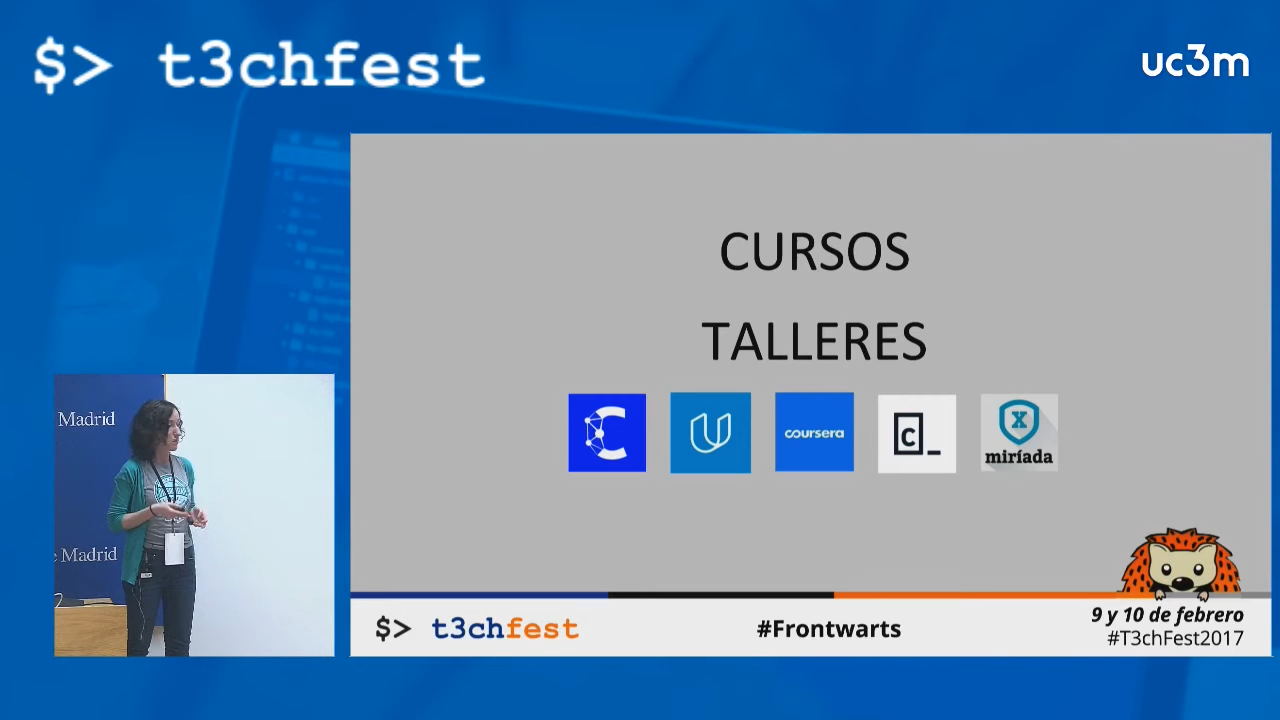 $> t3chfest
uc3m
CURSOS
TALLERES
coursera
c_
X
miríada
Madrid
e Madrid
$> t3chfest
#Frontwarts
9 y 10 de febrero
#T3chFest2017